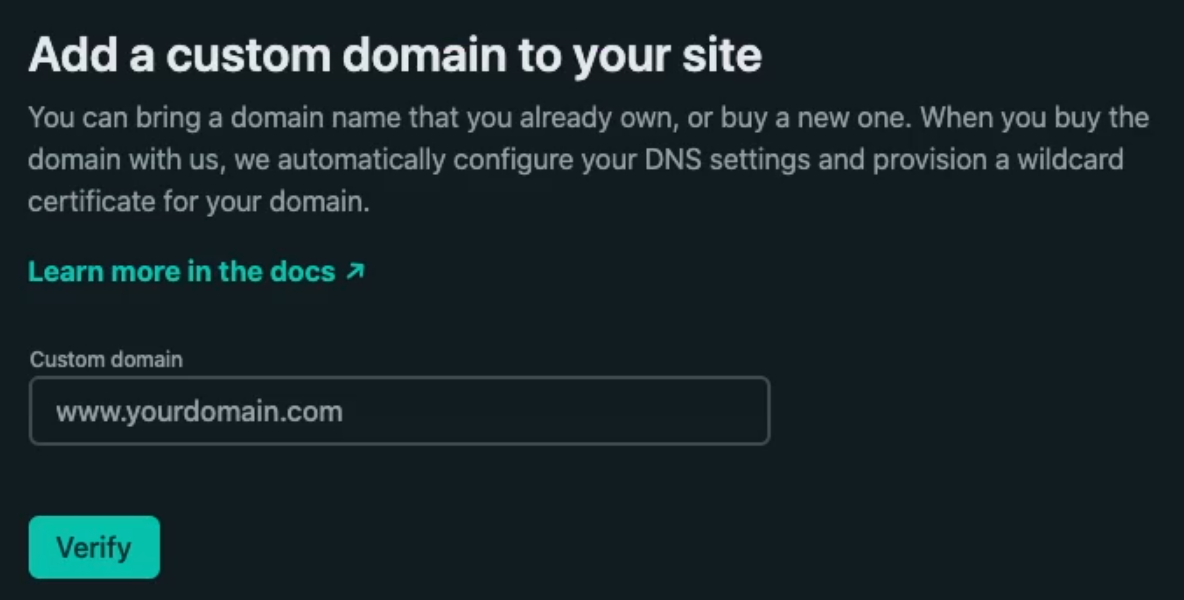 Add a custom domain to your site
You can bring a domain name that you already own, or buy a new one. When you buy the
domain with us, we automatically configure your DNS settings and provision a wildcard
certificate for your domain.
Learn more in the docs ↗
Custom domain
www.yourdomain.com
Verify